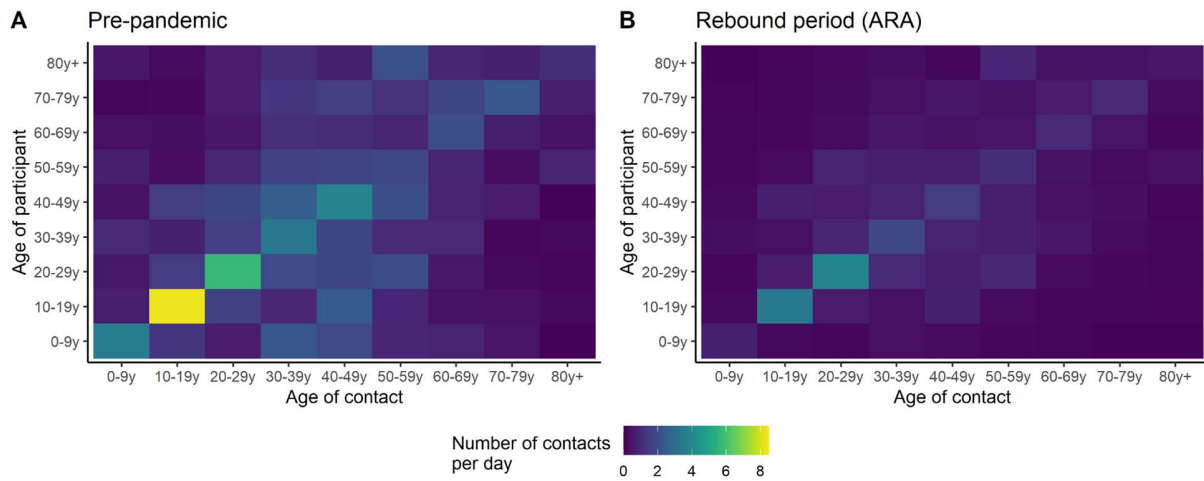 A
Pre-pandemic
Age of participant
80y+
70-79y
60-69y
50-59y
40-49y
30-39y
20-29y
10-19y
0-9y
0-9y 10-19y 20-29y 30-39y 40-49y 50-59y 60-69y 70-79y 80y+
Age of contact
B
Rebound period (ARA)
Age of participant
80y+
70-79y
60-69y
50-59y
40-49y
30-39y
20-29y
10-19y
0-9y
0-9y 10-19y 20-29y 30-39y 40-49y 50-59y 60-69y 70-79y 80y+
Age of contact
Number of contacts
per day
0 2 4 6 8